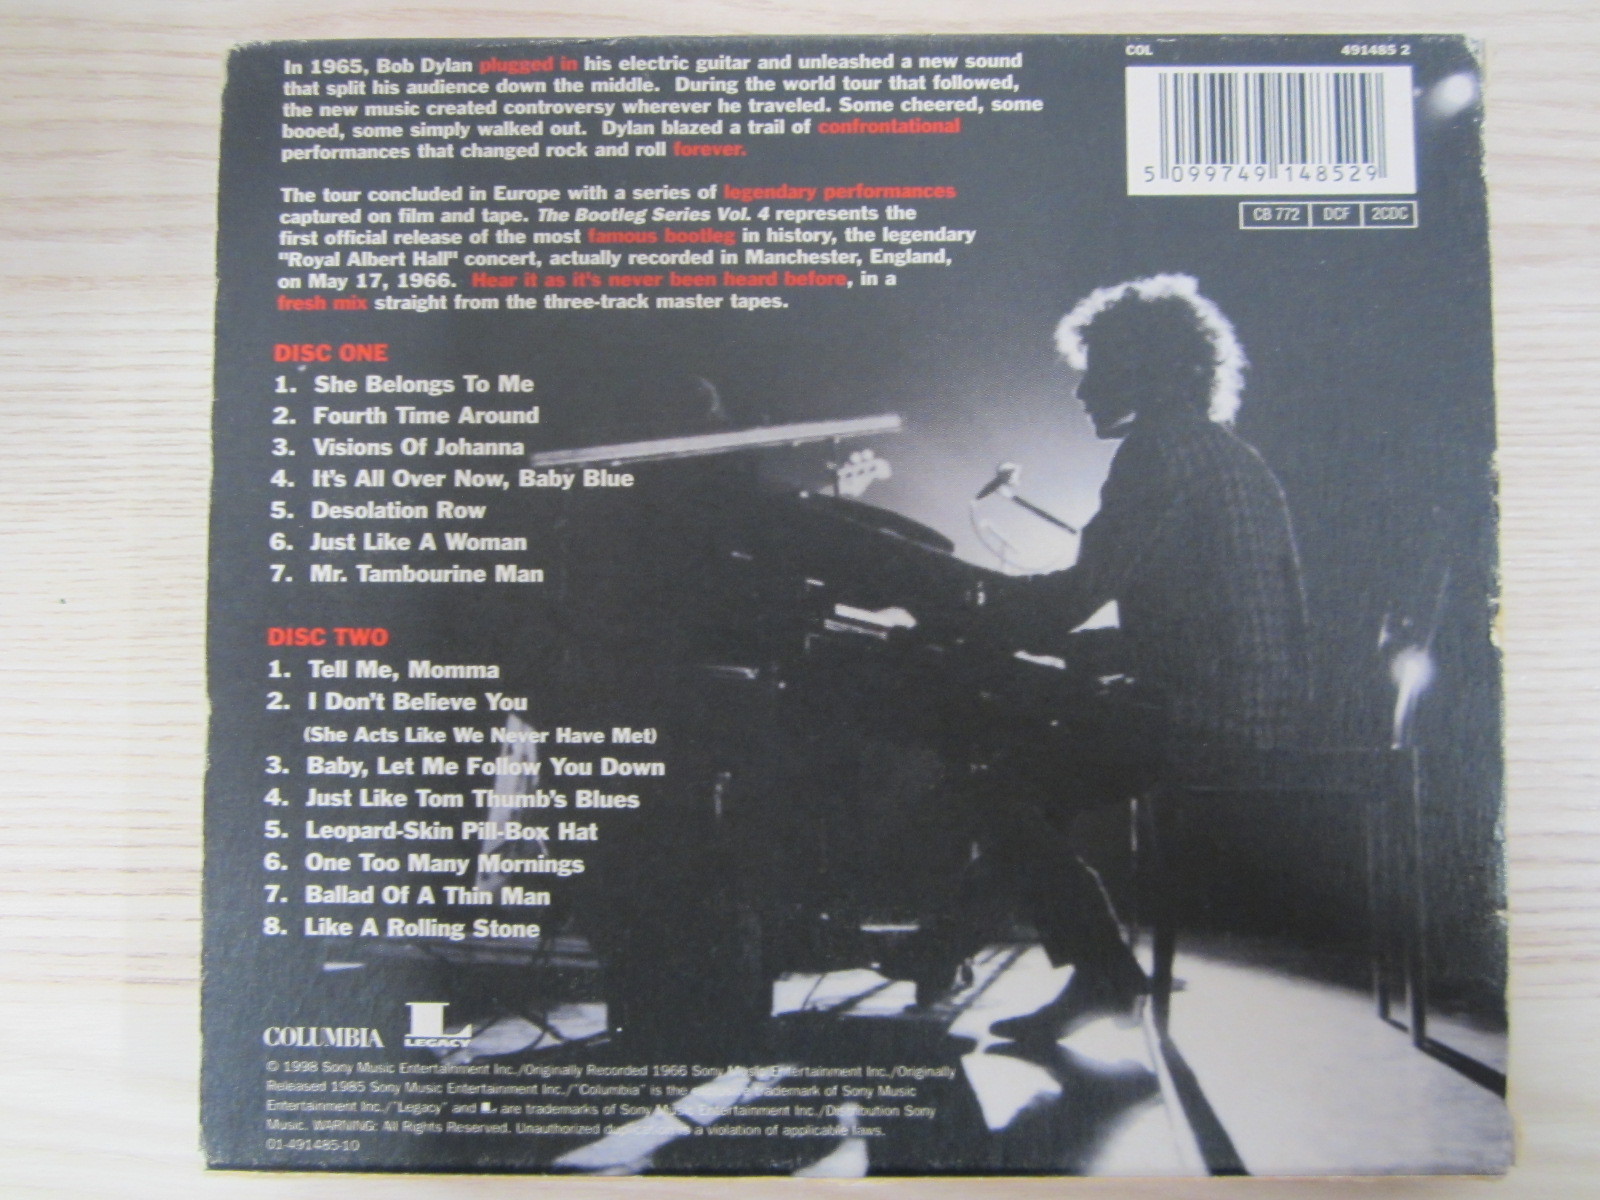 In 1965, Bob Dylan plugged in his electric guitar and unleashed a new sound
that split his audience down the middle. During the world tour that followed,
the new music created controversy wherever he traveled. Some cheered, some
booed, some simply walked out. Dylan blazed a trail of confrontational
performances that changed rock and roll forever.
The tour concluded in Europe with a series of legendary performances
captured on film and tape. The Bootleg Series Vol. 4 represents the
first official release of the most famous bootleg in history, the legendary
"Royal Albert Hall" concert, actually recorded in Manchester, England,
on May 17, 1966. Hear it as it's never been heard before, in a
fresh mix straight from the three-track master tapes.
COL 491485 2
5 099749 148529
CB 772 DCF 2CDC
DISC ONE
1. She Belongs To Me
2. Fourth Time Around
3. Visions Of Johanna
4. It's All Over Now, Baby Blue
5. Desolation Row
6. Just Like A Woman
7. Mr. Tambourine Man
DISC TWO
1. Tell Me, Momma
2. I Don't Believe You
(She Acts Like We Never Have Met)
3. Baby, Let Me Follow You Down
4. Just Like Tom Thumb's Blues
5. Leopard-Skin Pill-Box Hat
6. One Too Many Mornings
7. Ballad Of A Thin Man
8. Like A Rolling Stone
COLUMBIA L LEGACY
© 1998 Sony Music Entertainment Inc./Originally Recorded 1966 Sony Music Entertainment Inc./Originally
Released 1985 Sony Music Entertainment Inc./"Columbia" is the trademark of Sony Music
Entertainment Inc./"Legacy" and L are trademarks of Sony Music Entertainment Inc./Distribution Sony
Music. WARNING: All Rights Reserved. Unauthorized duplication is a violation of applicable laws.
01-491485-10